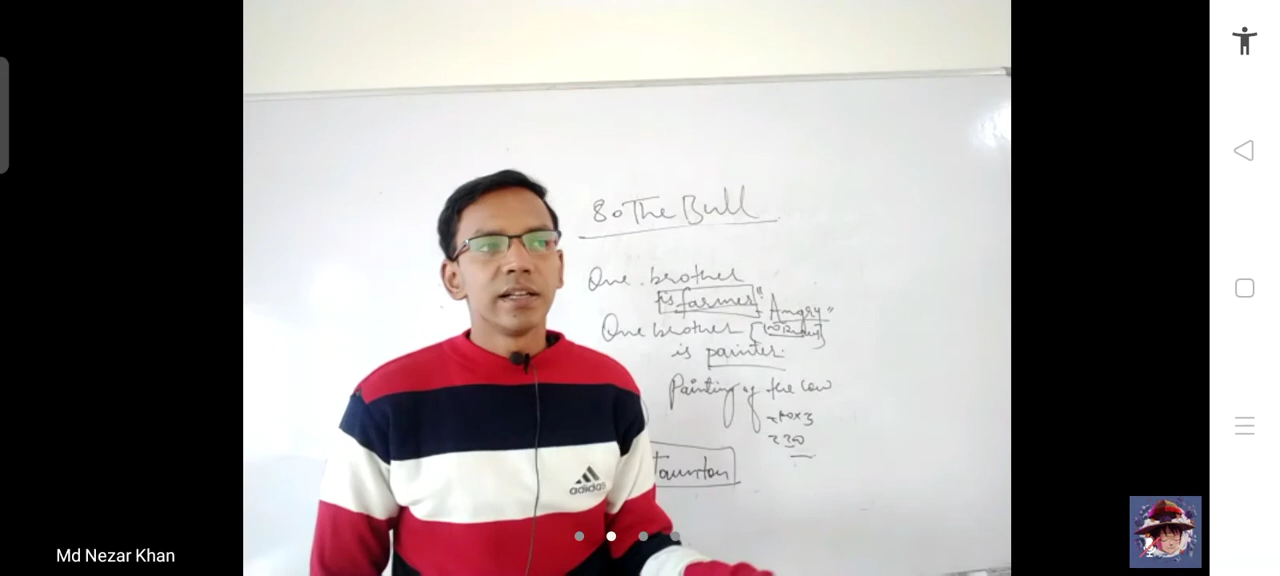 8. The Bull
One brother
is farmer "Angry"
One brother
is painter.
Painting of the cow
Taunton
adidas
Md Nezar Khan